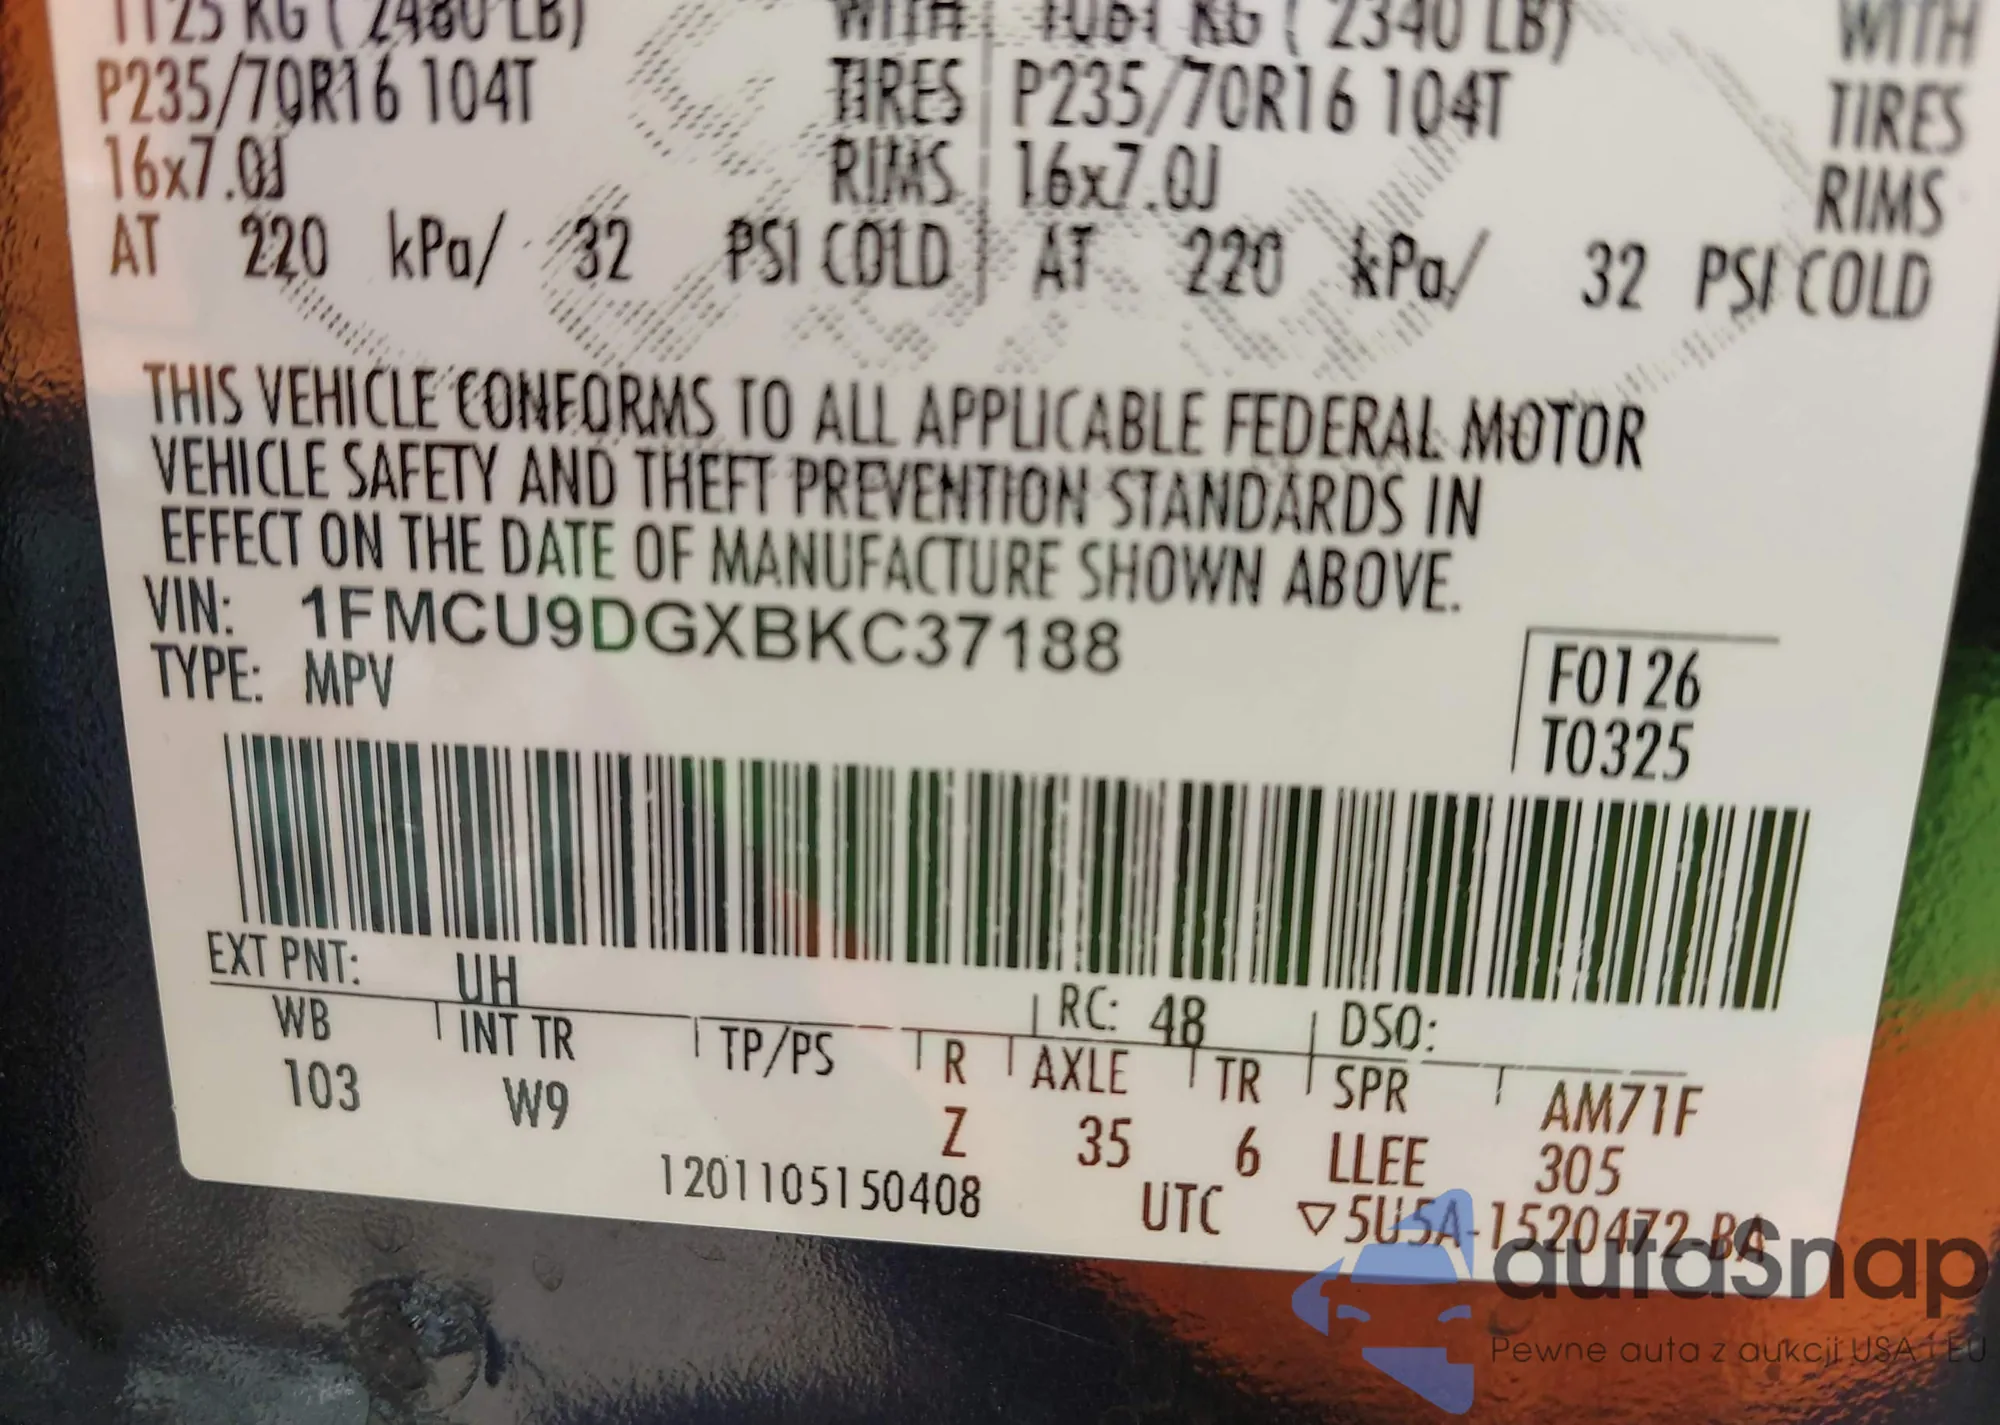 1125 KG ( 2480 LB) WITH 1061 KG ( 2340 LB) WITH
P235/70R16 104T TIRES P235/70R16 104T TIRES
16x7.0J RIMS 16x7.0J RIMS
AT 220 kPa/ 32 PSI COLD AT 220 kPa/ 32 PSI COLD
THIS VEHICLE CONFORMS TO ALL APPLICABLE FEDERAL MOTOR
VEHICLE SAFETY AND THEFT PREVENTION STANDARDS IN
EFFECT ON THE DATE OF MANUFACTURE SHOWN ABOVE.
VIN: 1FMCU9DGXBKC37188
TYPE: MPV
F0126
T0325
EXT PNT: UH RC: 48 DSO:
WB INT TR TP/PS R AXLE TR SPR AM71F
103 W9 Z 35 6 LLEE 305
1201105150408 UTC ▽5U5A-1520472-BA
autaSnap
Pewne auta z aukcji USA i EU